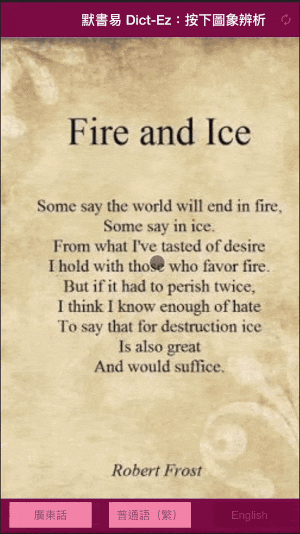 默書易 Dict-Ez：按下圖象辨析
Fire and Ice
Some say the world will end in fire,
Some say in ice.
From what I've tasted of desire
I hold with those who favor fire.
But if it had to perish twice,
I think I know enough of hate
To say that for destruction ice
Is also great
And would suffice.
Robert Frost
廣東話
普通語（繁）
English